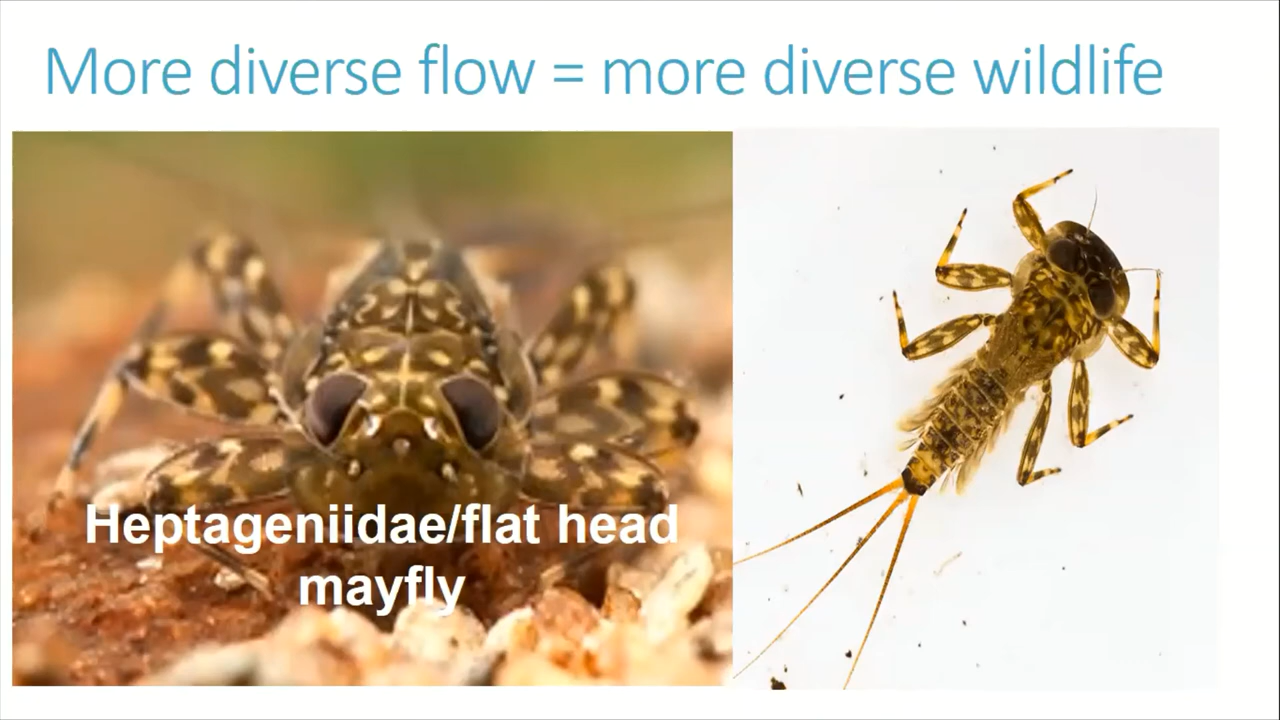 More diverse flow = more diverse wildlife
Heptageniidae/flat head
mayfly